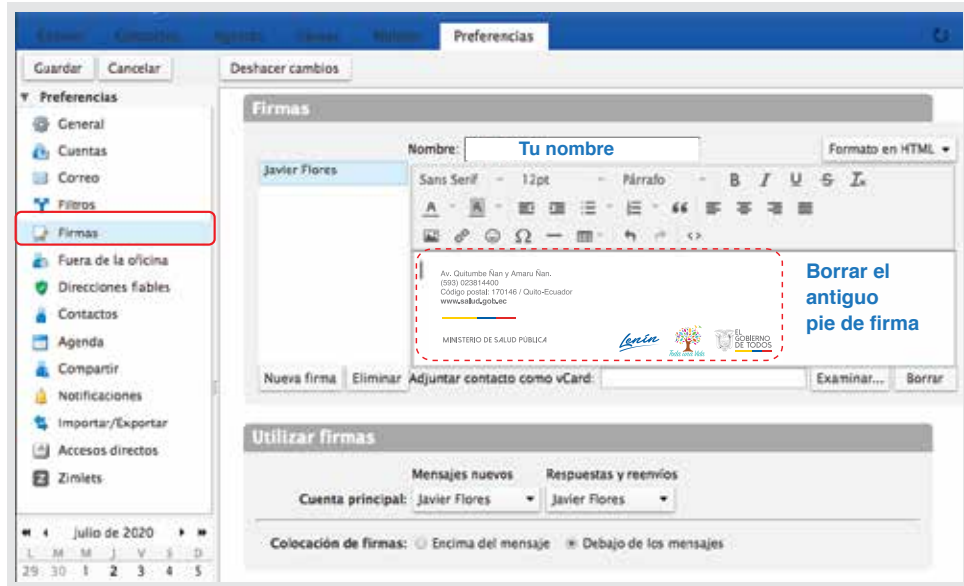 Preferencias
Guardar Cancelar Deshacer cambios
Preferencias
General
Cuentas
Correo
Filtros
Firmas
Fuera de la oficina
Direcciones fiables
Contactos
Agenda
Compartir
Notificaciones
Importar/Exportar
Accesos directos
Zimlets
julio de 2020
L M M J V S D
29 30 1 2 3 4 5
Firmas
Nombre: Tu nombre Formato en HTML
Javier Flores
Sans Serif 12pt Párrafo B I U S
Av. Quitumbe Ñan y Amaru Ñan.
(593) 023814400
Código postal: 170146 / Quito-Ecuador
www.salud.gob.ec
MINISTERIO DE SALUD PÚBLICA
Lenín
Toda una Vida
EL GOBIERNO
DE TODOS
Borrar el
antiguo
pie de firma
Nueva firma Eliminar Adjuntar contacto como vCard: Examinar... Borrar
Utilizar firmas
Mensajes nuevos Respuestas y reenvíos
Cuenta principal: Javier Flores Javier Flores
Colocación de firmas: Encima del mensaje Debajo de los mensajes